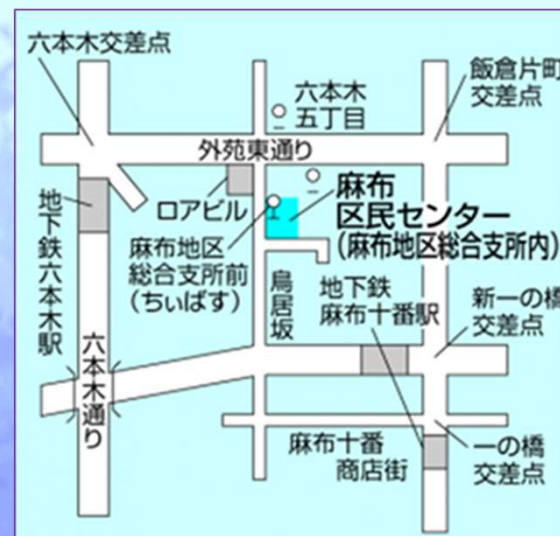 六本木交差点
六本木
五丁目
飯倉片町
交差点
外苑東通り
地下鉄六本木駅
ロアビル
麻布
区民センター
(麻布地区総合支所内)
麻布地区
総合支所前
(ちぃばす)
鳥居坂
地下鉄
麻布十番駅
新一の橋
交差点
六本木通り
麻布十番
商店街
一の橋
交差点